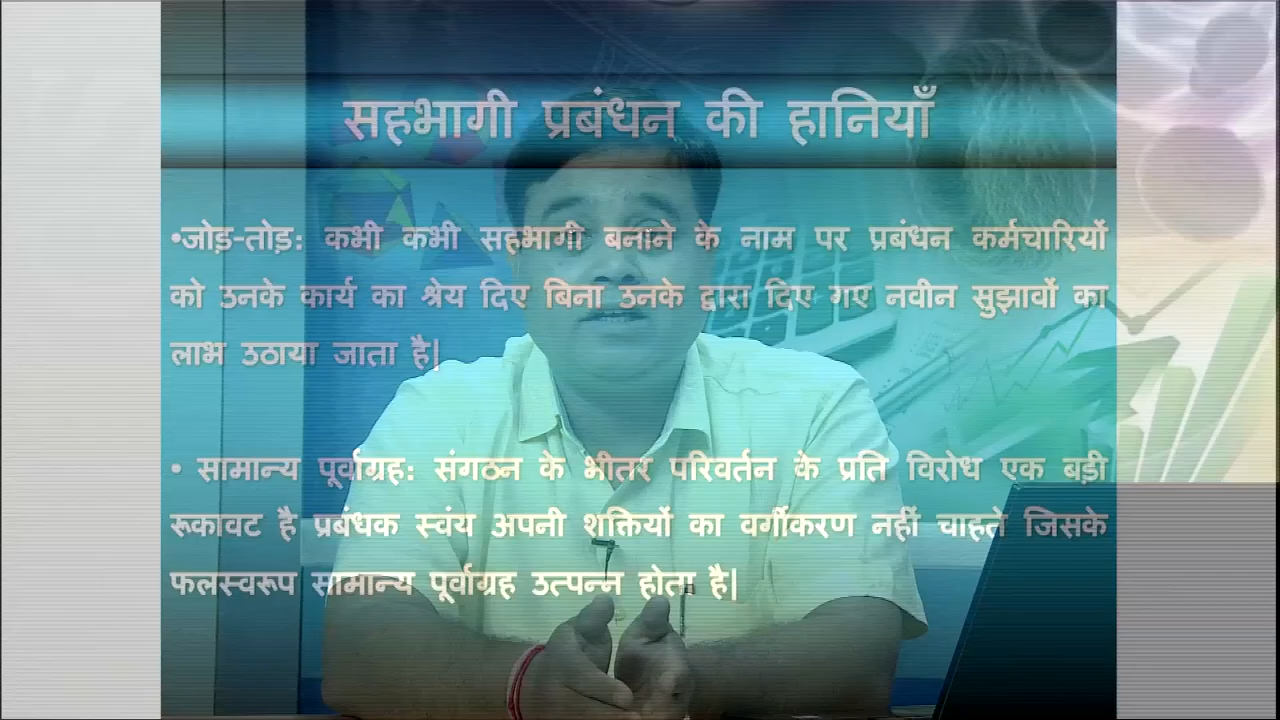 सहभागी प्रबंधन की हानियाँ
•जोड़-तोड़: कभी कभी सहभागी बनाने के नाम पर प्रबंधन कर्मचारियों
को उनके कार्य का श्रेय दिए बिना उनके द्वारा दिए गए नवीन सुझावों का
लाभ उठाया जाता है|
• सामान्य पूर्वाग्रह: संगठन के भीतर परिवर्तन के प्रति विरोध एक बड़ी
रूकावट है प्रबंधक स्वंय अपनी शक्तियों का वर्गीकरण नहीं चाहते जिसके
फलस्वरूप सामान्य पूर्वाग्रह उत्पन्न होता है|